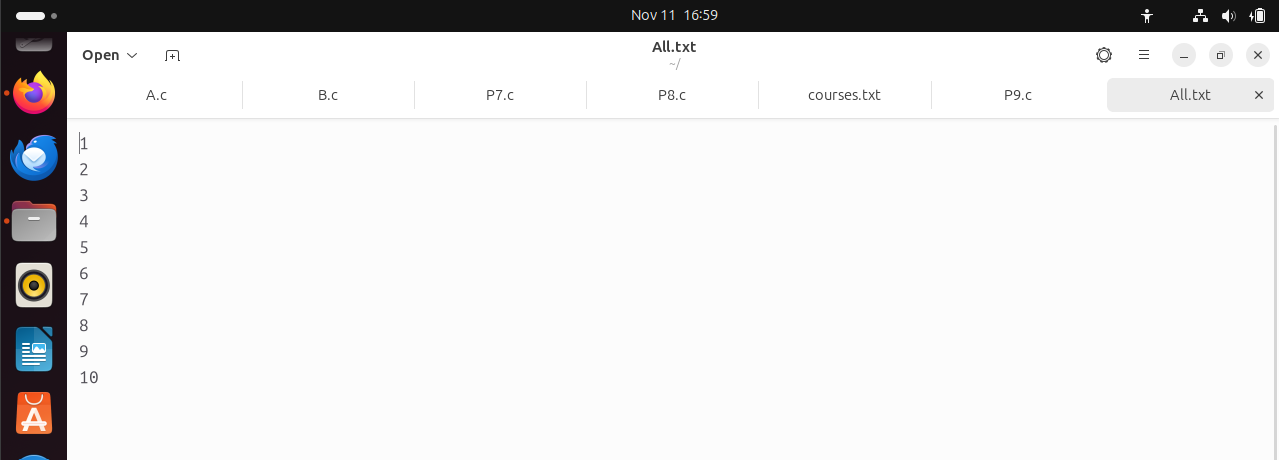 Nov 11 16:59
Open
All.txt
~/
A.c
B.c
P7.c
P8.c
courses.txt
P9.c
All.txt
1
2
3
4
5
6
7
8
9
10